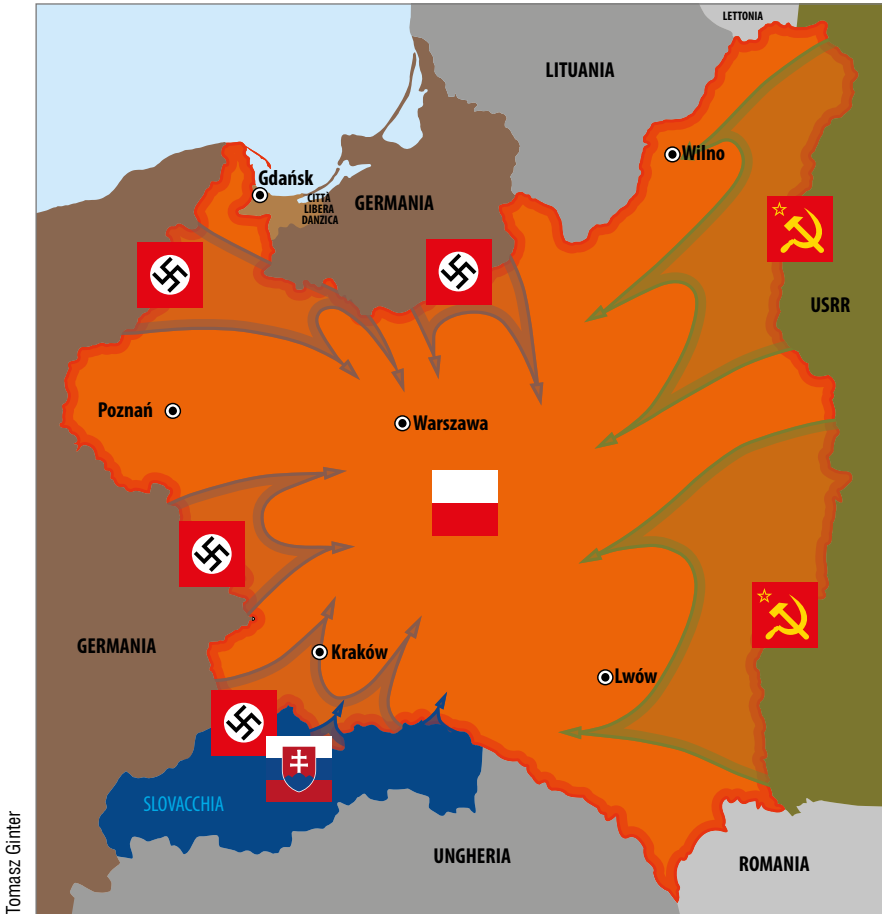 LETTONIA
LITUANIA
Wilno
Gdańsk
CITTÀ
LIBERA
DANZICA
GERMANIA
USRR
Poznań
Warszawa
GERMANIA
Kraków
Lwów
SLOVACCHIA
UNGHERIA
ROMANIA
Tomasz Ginter